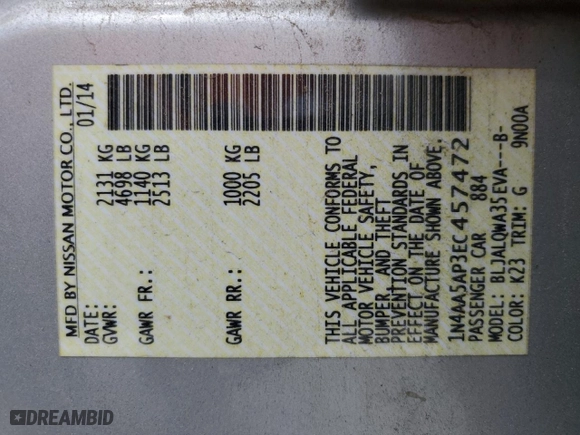 MFD BY NISSAN MOTOR CO., LTD.
DATE: 01/14
GVWR: 2131 KG
4698 LB
GAWR FR.: 1140 KG
2513 LB
GAWR RR.: 1000 KG
2205 LB
THIS VEHICLE CONFORMS TO
ALL APPLICABLE FEDERAL
MOTOR VEHICLE SAFETY,
BUMPER, AND THEFT
PREVENTION STANDARDS IN
EFFECT ON THE DATE OF
MANUFACTURE SHOWN ABOVE.
1N4AA5AP3EC457472
PASSENGER CAR 884
MODEL: BLJALQWA35EVA---B-
COLOR: K23 TRIM: G 9N00A
DREAMBID